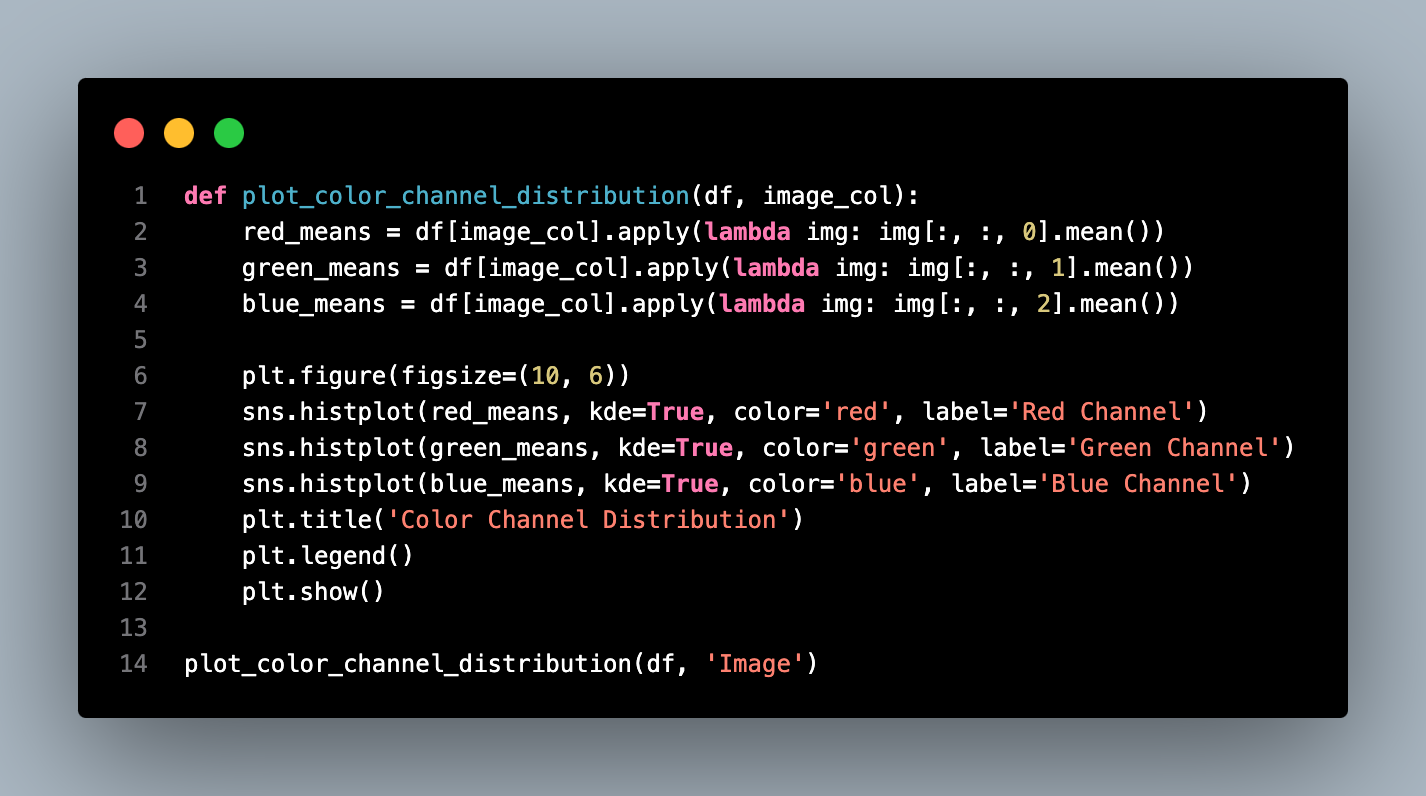 1 def plot_color_channel_distribution(df, image_col):
2     red_means = df[image_col].apply(lambda img: img[:, :, 0].mean())
3     green_means = df[image_col].apply(lambda img: img[:, :, 1].mean())
4     blue_means = df[image_col].apply(lambda img: img[:, :, 2].mean())
5
6     plt.figure(figsize=(10, 6))
7     sns.histplot(red_means, kde=True, color='red', label='Red Channel')
8     sns.histplot(green_means, kde=True, color='green', label='Green Channel')
9     sns.histplot(blue_means, kde=True, color='blue', label='Blue Channel')
10     plt.title('Color Channel Distribution')
11     plt.legend()
12     plt.show()
13
14 plot_color_channel_distribution(df, 'Image')